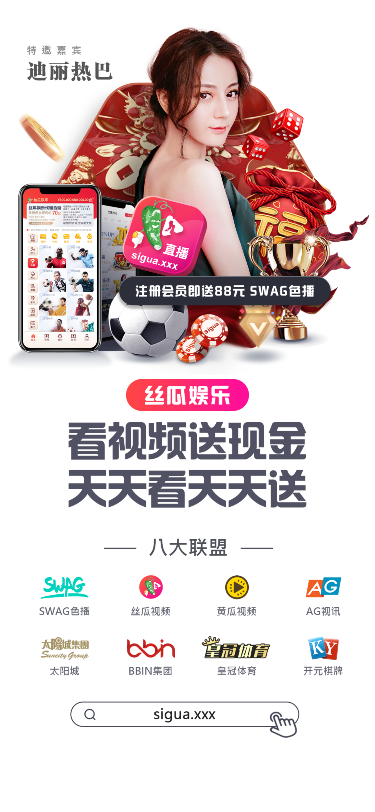 特邀嘉宾
迪丽热巴
直播
sigua.xxx
福
注册会员即送88元 SWAG色播
sigua
丝瓜娱乐
看视频送现金
天天看天天送
八大联盟
SWAG
AG
SWAG色播
丝瓜视频
黄瓜视频
AG视讯
太阳城集團
Suncity Group
bbin
皇冠体育
KY
太阳城
BBIN集团
皇冠体育
开元棋牌
sigua.xxx